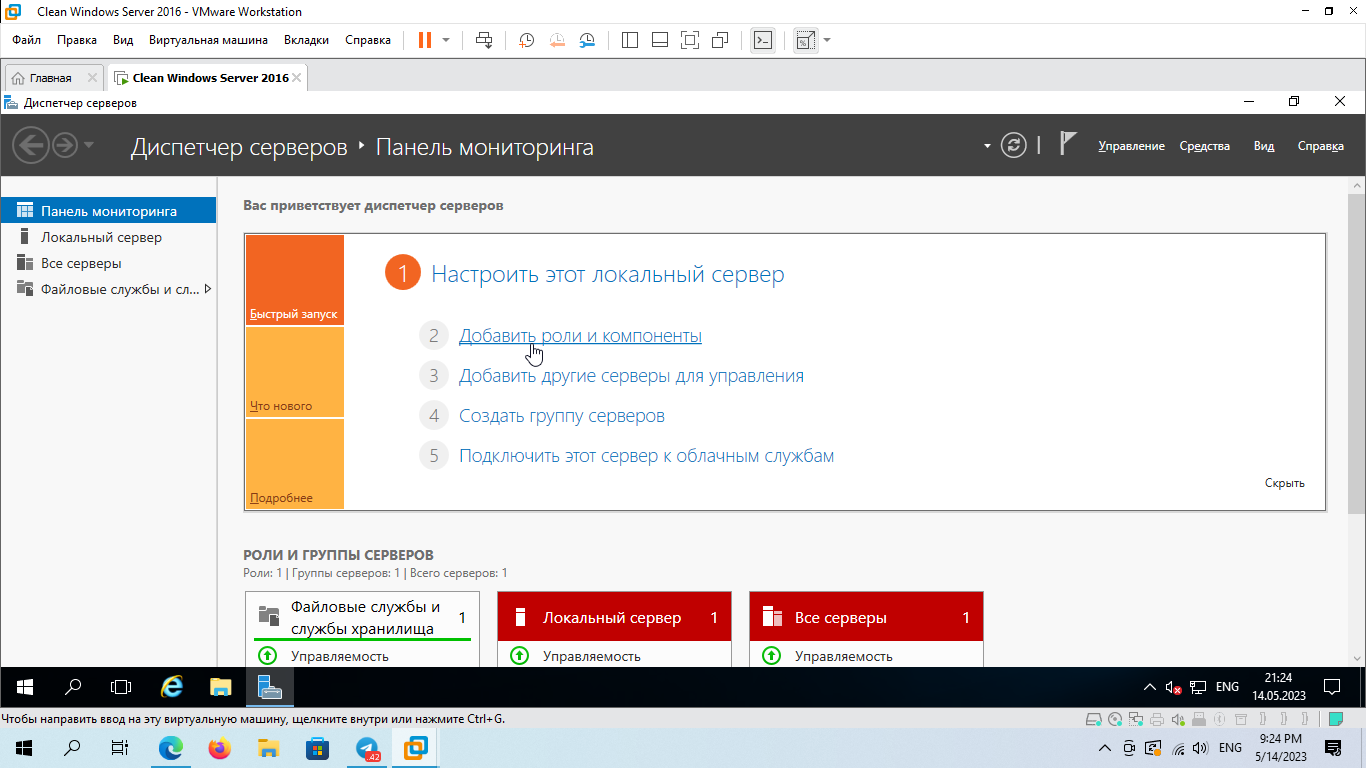 Clean Windows Server 2016 - VMware Workstation
Файл Правка Вид Виртуальная машина Вкладки Справка
Главная Clean Windows Server 2016
Диспетчер серверов
Диспетчер серверов Панель мониторинга Управление Средства Вид Справка
Панель мониторинга
Локальный сервер
Все серверы
Файловые службы и сл...
Вас приветствует диспетчер серверов
Быстрый запуск
Что нового
Подробнее
1 Настроить этот локальный сервер
2 Добавить роли и компоненты
3 Добавить другие серверы для управления
4 Создать группу серверов
5 Подключить этот сервер к облачным службам
Скрыть
РОЛИ И ГРУППЫ СЕРВЕРОВ
Роли: 1 | Группы серверов: 1 | Всего серверов: 1
Файловые службы и
службы хранилища
1
Управляемость
Локальный сервер 1
Управляемость
Все серверы 1
Управляемость
ENG
21:24
14.05.2023
Чтобы направить ввод на эту виртуальную машину, щелкните внутри или нажмите Ctrl+G.
42
ENG
9:24 PM
5/14/2023